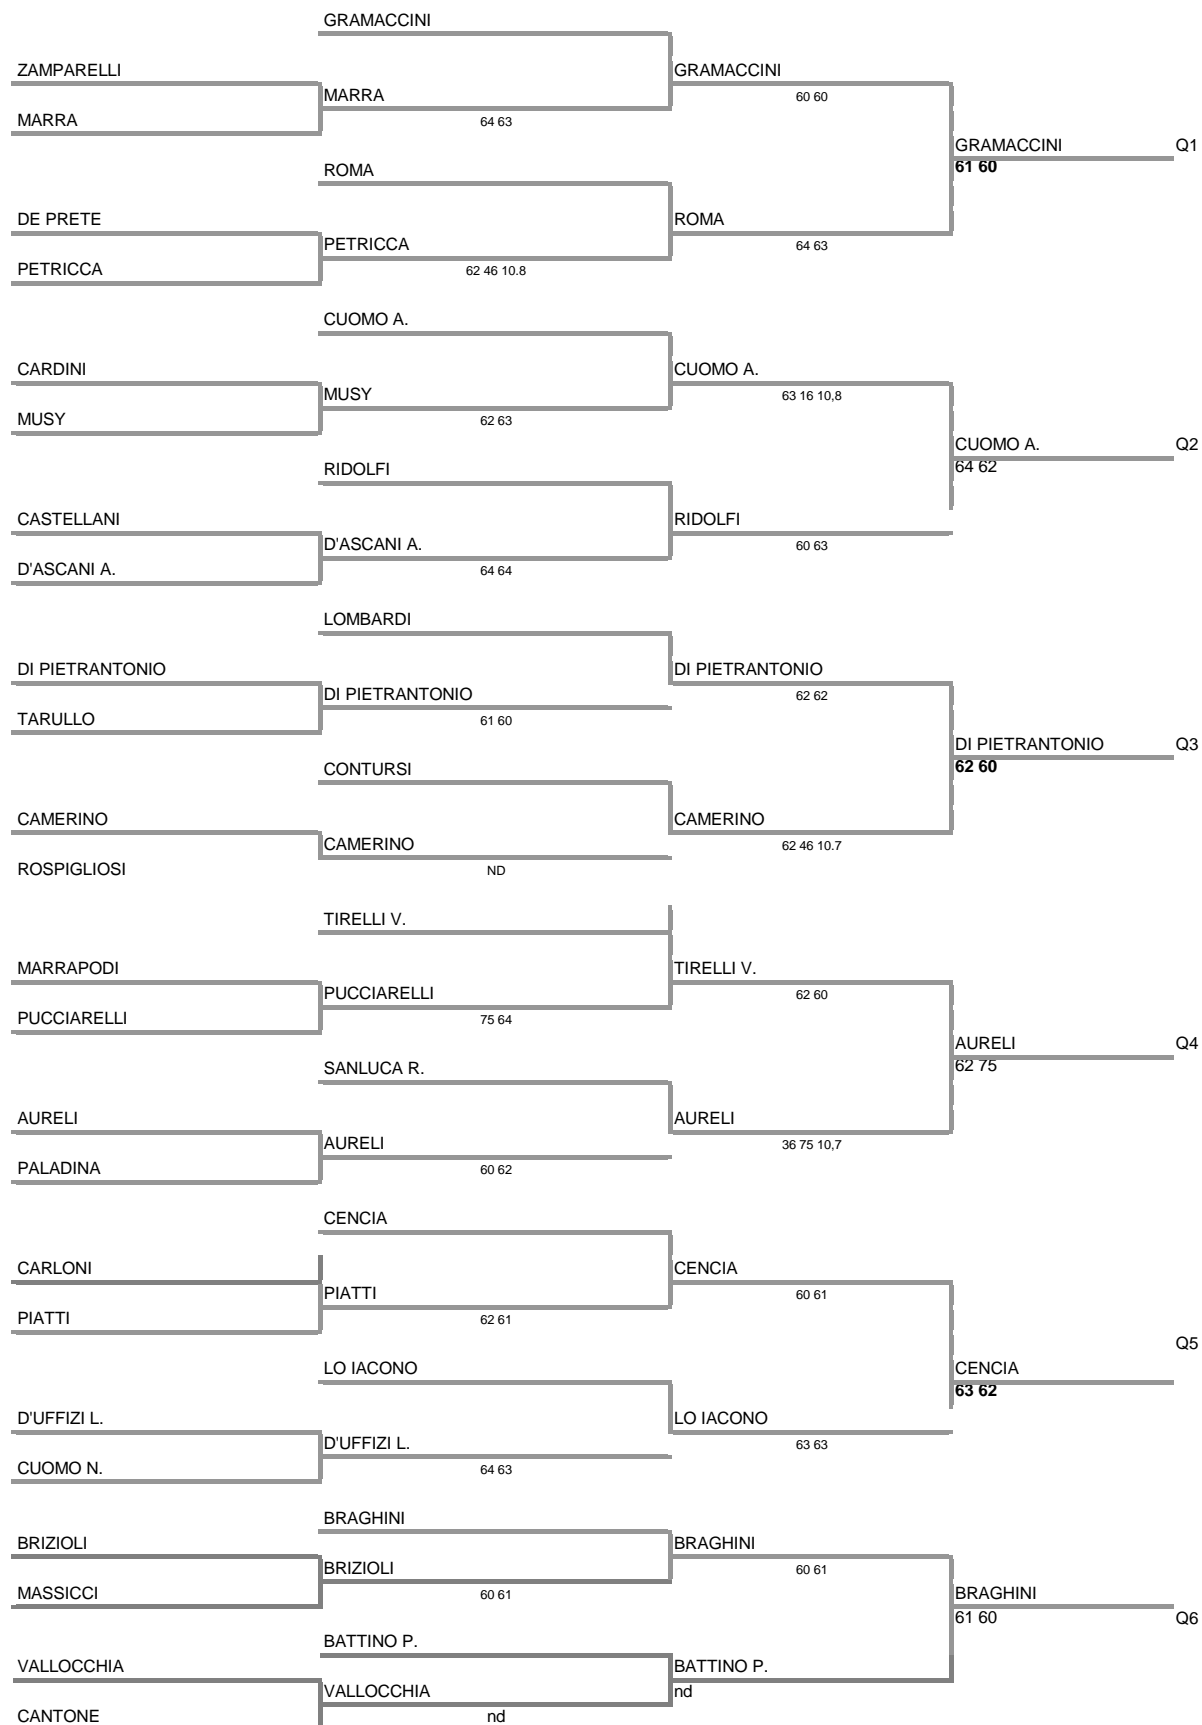 GRAMACCINI
ZAMPARELLI
GRAMACCINI
MARRA
60 60
MARRA
64 63
GRAMACCINI
Q1
61 60
ROMA
DE PRETE
ROMA
PETRICCA
64 63
PETRICCA
62 46 10.8
CUOMO A.
CARDINI
CUOMO A.
MUSY
63 16 10,8
MUSY
62 63
CUOMO A.
Q2
64 62
RIDOLFI
CASTELLANI
RIDOLFI
D'ASCANI A.
60 63
D'ASCANI A.
64 64
LOMBARDI
DI PIETRANTONIO
DI PIETRANTONIO
DI PIETRANTONIO
62 62
TARULLO
61 60
DI PIETRANTONIO
Q3
62 60
CONTURSI
CAMERINO
CAMERINO
CAMERINO
62 46 10.7
ROSPIGLIOSI
ND
TIRELLI V.
MARRAPODI
TIRELLI V.
PUCCIARELLI
62 60
PUCCIARELLI
75 64
AURELI
Q4
62 75
SANLUCA R.
AURELI
AURELI
AURELI
36 75 10,7
PALADINA
60 62
CENCIA
CARLONI
CENCIA
PIATTI
60 61
PIATTI
62 61
Q5
LO IACONO
CENCIA
63 62
D'UFFIZI L.
LO IACONO
D'UFFIZI L.
63 63
CUOMO N.
64 63
BRAGHINI
BRIZIOLI
BRAGHINI
BRIZIOLI
60 61
MASSICCI
60 61
BRAGHINI
61 60
Q6
BATTINO P.
VALLOCCHIA
BATTINO P.
VALLOCCHIA
nd
CANTONE
nd